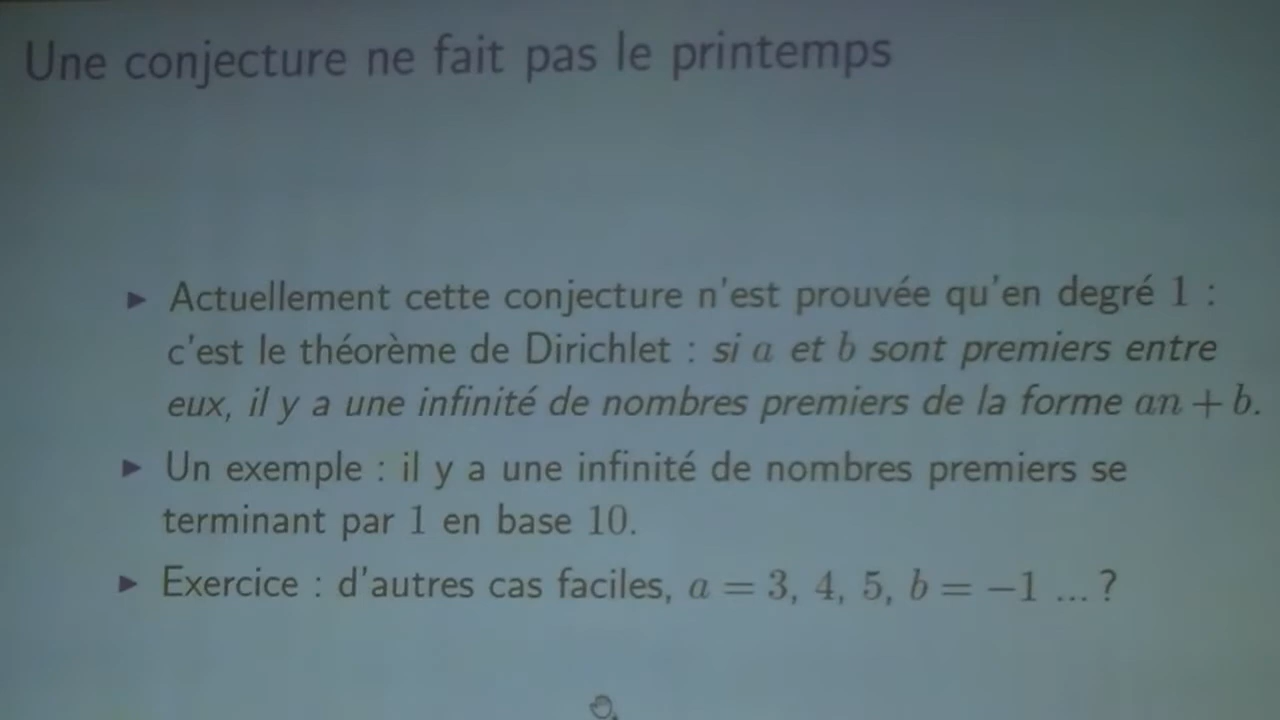 Une conjecture ne fait pas le printemps
▶ Actuellement cette conjecture n'est prouvée qu'en degré 1 :
c'est le théorème de Dirichlet : si a et b sont premiers entre
eux, il y a une infinité de nombres premiers de la forme an + b.
▶ Un exemple : il y a une infinité de nombres premiers se
terminant par 1 en base 10.
▶ Exercice : d'autres cas faciles, a = 3, 4, 5, b = −1 ... ?